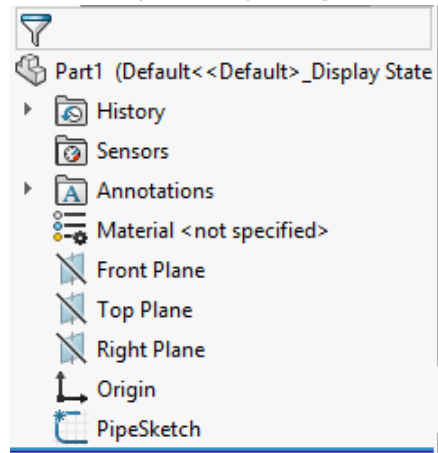 Part1 (Default<<Default>_Display State
History
Sensors
A Annotations
Material <not specified>
Front Plane
Top Plane
Right Plane
Origin
PipeSketch